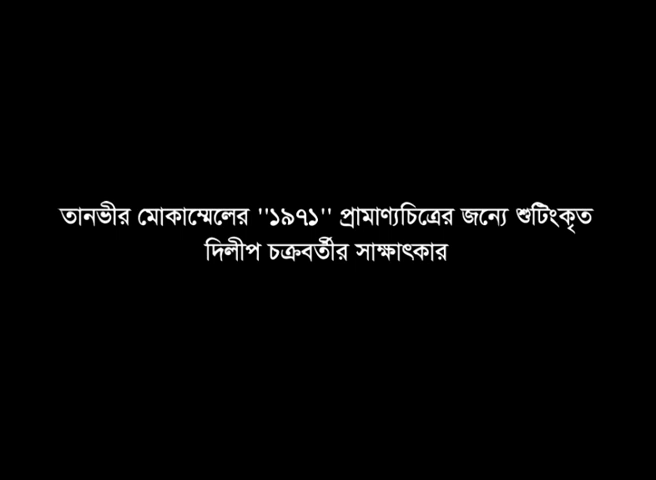 তানভীর মোকাম্মেলের ''১৯৭১'' প্রামাণ্যচিত্রের জন্যে শুটিংকৃত
দিলীপ চক্রবর্তীর সাক্ষাৎকার